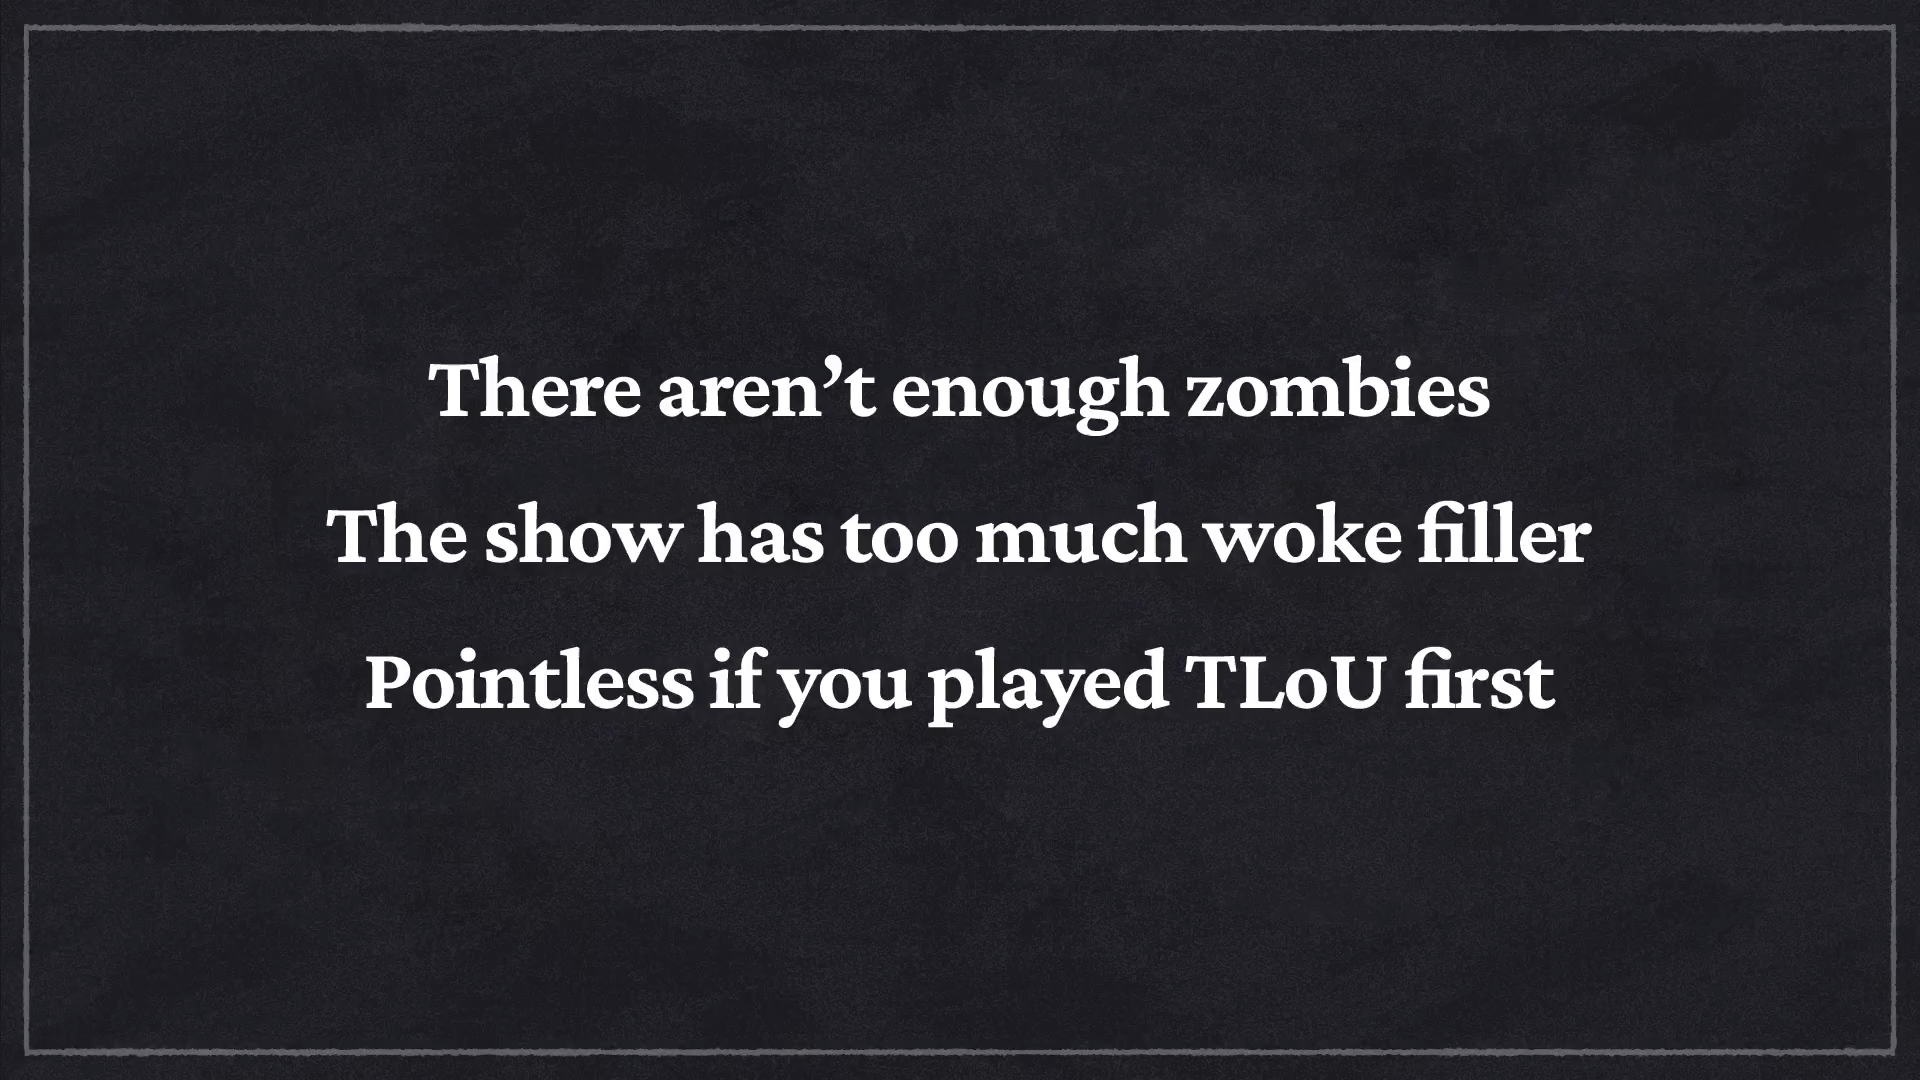 There aren’t enough zombies
The show has too much woke filler
Pointless if you played TLoU first